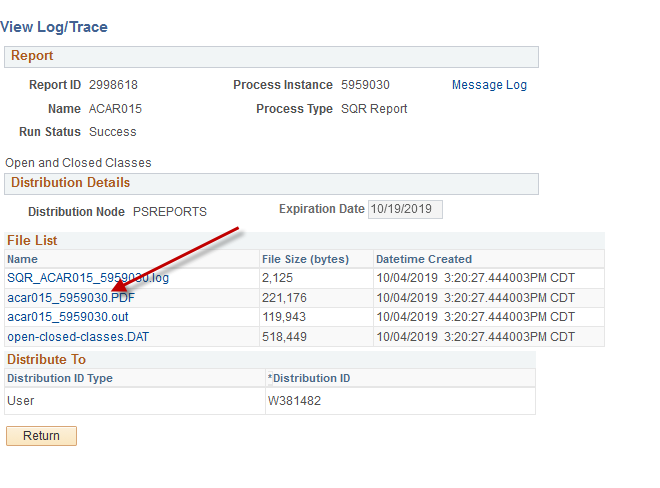 View Log/Trace
Report
Report ID 2998618 Process Instance 5959030 Message Log
Name ACAR015 Process Type SQR Report
Run Status Success
Open and Closed Classes
Distribution Details
Distribution Node PSREPORTS Expiration Date 10/19/2019
File List
Name File Size (bytes) Datetime Created
SQR_ACAR015_5959030.log 2,125 10/04/2019 3:20:27.444003PM CDT
acar015_5959030.PDF 221,176 10/04/2019 3:20:27.444003PM CDT
acar015_5959030.out 119,943 10/04/2019 3:20:27.444003PM CDT
open-closed-classes.DAT 518,449 10/04/2019 3:20:27.444003PM CDT
Distribute To
Distribution ID Type *Distribution ID
User W381482
Return